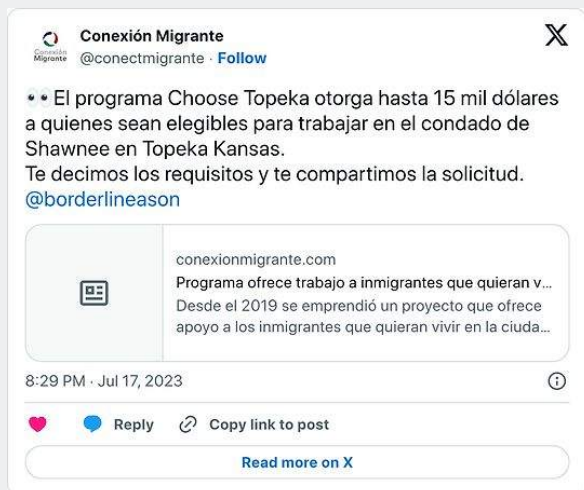 Conexión Migrante
@conectmigrante · Follow
Conexión
Migrante
👀El programa Choose Topeka otorga hasta 15 mil dólares
a quienes sean elegibles para trabajar en el condado de
Shawnee en Topeka Kansas.
Te decimos los requisitos y te compartimos la solicitud.
@borderlineason
conexionmigrante.com
Programa ofrece trabajo a inmigrantes que quieran v...
Desde el 2019 se emprendió un proyecto que ofrece
apoyo a los inmigrantes que quieran vivir en la ciuda...
8:29 PM · Jul 17, 2023
Reply
Copy link to post
Read more on X